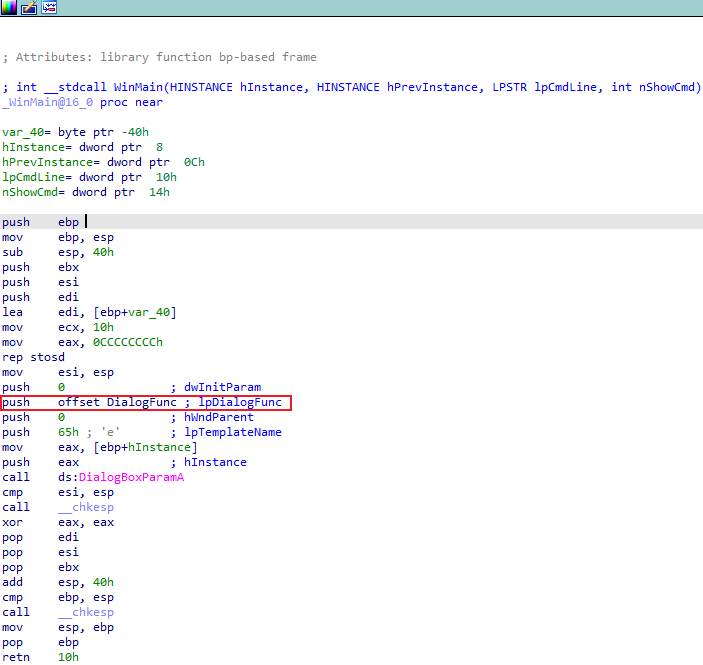 ; Attributes: library function bp-based frame
; int __stdcall WinMain(HINSTANCE hInstance, HINSTANCE hPrevInstance, LPSTR lpCmdLine, int nShowCmd)
_WinMain@16_0 proc near
var_40= byte ptr -40h
hInstance= dword ptr  8
hPrevInstance= dword ptr  0Ch
lpCmdLine= dword ptr  10h
nShowCmd= dword ptr  14h
push    ebp
mov     ebp, esp
sub     esp, 40h
push    ebx
push    esi
push    edi
lea     edi, [ebp+var_40]
mov     ecx, 10h
mov     eax, 0CCCCCCCCh
rep stosd
mov     esi, esp
push    0               ; dwInitParam
push    offset DialogFunc ; lpDialogFunc
push    0               ; hWndParent
push    65h ; 'e'       ; lpTemplateName
mov     eax, [ebp+hInstance]
push    eax             ; hInstance
call    ds:DialogBoxParamA
cmp     esi, esp
call    __chkesp
xor     eax, eax
pop     edi
pop     esi
pop     ebx
add     esp, 40h
cmp     ebp, esp
call    __chkesp
mov     esp, ebp
pop     ebp
retn    10h